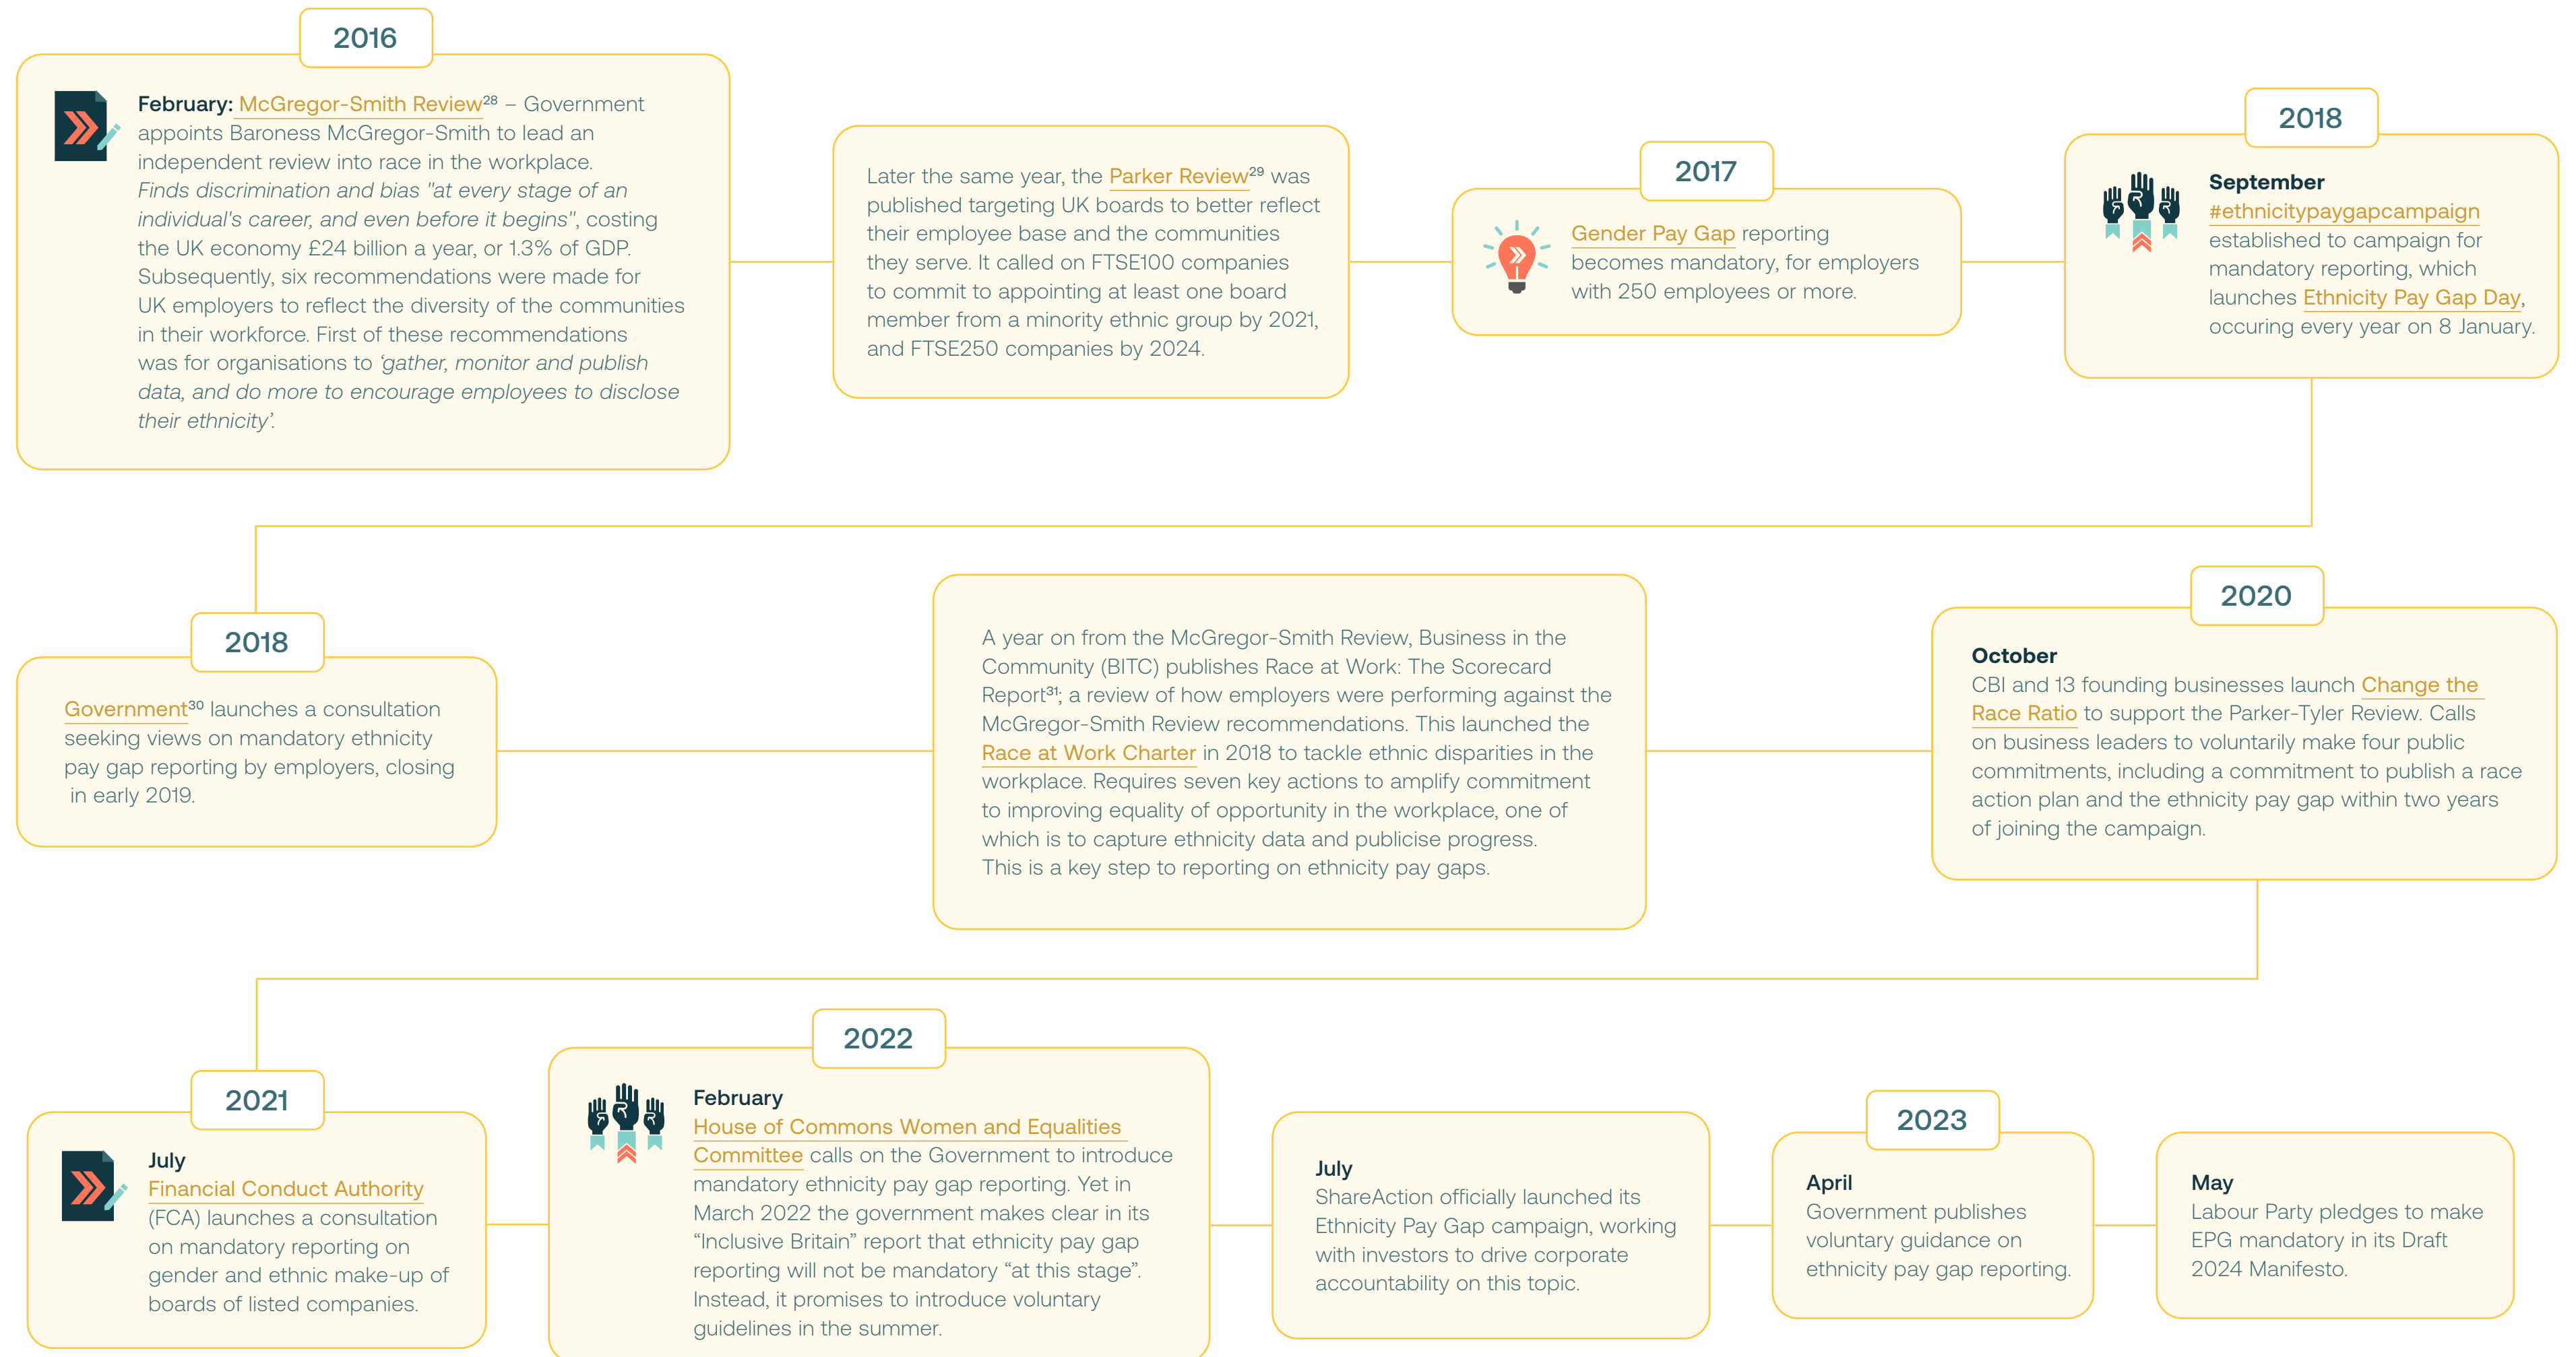 2016
February: McGregor-Smith Review²⁸ – Government
appoints Baroness McGregor-Smith to lead an
independent review into race in the workplace.
Finds discrimination and bias "at every stage of an
individual's career, and even before it begins", costing
the UK economy £24 billion a year, or 1.3% of GDP.
Subsequently, six recommendations were made for
UK employers to reflect the diversity of the communities
in their workforce. First of these recommendations
was for organisations to ‘gather, monitor and publish
data, and do more to encourage employees to disclose
their ethnicity’.
Later the same year, the Parker Review²⁹ was
published targeting UK boards to better reflect
their employee base and the communities
they serve. It called on FTSE100 companies
to commit to appointing at least one board
member from a minority ethnic group by 2021,
and FTSE250 companies by 2024.
2017
Gender Pay Gap reporting
becomes mandatory, for employers
with 250 employees or more.
2018
September
#ethnicitypaygapcampaign
established to campaign for
mandatory reporting, which
launches Ethnicity Pay Gap Day,
occuring every year on 8 January.
2018
Government³⁰ launches a consultation
seeking views on mandatory ethnicity
pay gap reporting by employers, closing
in early 2019.
A year on from the McGregor-Smith Review, Business in the
Community (BITC) publishes Race at Work: The Scorecard
Report³¹; a review of how employers were performing against the
McGregor-Smith Review recommendations. This launched the
Race at Work Charter in 2018 to tackle ethnic disparities in the
workplace. Requires seven key actions to amplify commitment
to improving equality of opportunity in the workplace, one of
which is to capture ethnicity data and publicise progress.
This is a key step to reporting on ethnicity pay gaps.
2020
October
CBI and 13 founding businesses launch Change the
Race Ratio to support the Parker-Tyler Review. Calls
on business leaders to voluntarily make four public
commitments, including a commitment to publish a race
action plan and the ethnicity pay gap within two years
of joining the campaign.
2021
July
Financial Conduct Authority
(FCA) launches a consultation
on mandatory reporting on
gender and ethnic make-up of
boards of listed companies.
2022
February
House of Commons Women and Equalities
Committee calls on the Government to introduce
mandatory ethnicity pay gap reporting. Yet in
March 2022 the government makes clear in its
“Inclusive Britain” report that ethnicity pay gap
reporting will not be mandatory “at this stage”.
Instead, it promises to introduce voluntary
guidelines in the summer.
July
ShareAction officially launched its
Ethnicity Pay Gap campaign, working
with investors to drive corporate
accountability on this topic.
2023
April
Government publishes
voluntary guidance on
ethnicity pay gap reporting.
May
Labour Party pledges to make
EPG mandatory in its Draft
2024 Manifesto.